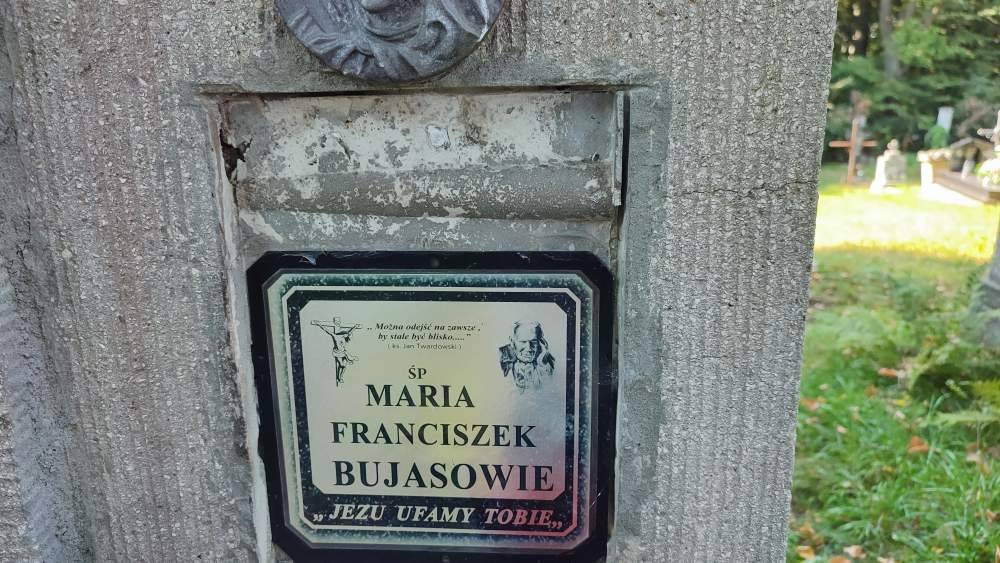 „Można odejść na zawsze,
by stale być blisko....."
( ks. Jan Twardowski )
ŚP
MARIA
FRANCISZEK
BUJASOWIE
„JEZU UFAMY TOBIE„